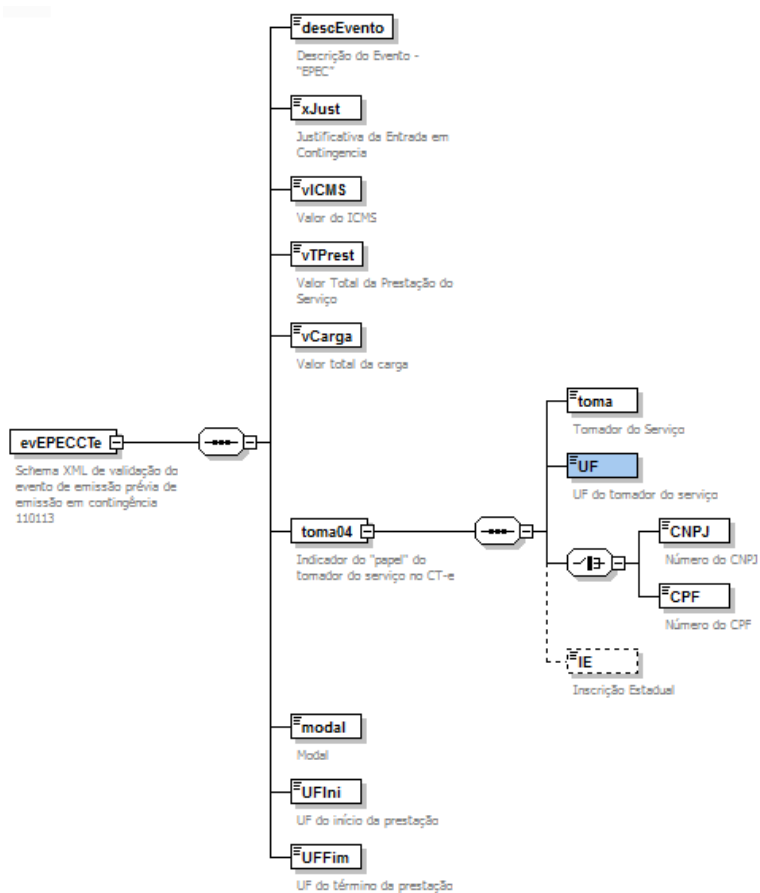 descEvento
Descrição do Evento -
"EPEC"
xJust
Justificativa da Entrada em
Contingencia
vICMS
Valor do ICMS
vTPrest
Valor Total da Prestação do
Serviço
vCarga
Valor total da carga
evEPECCTe
Schema XML de validação do
evento de emissão prévia de
emissão em contingência
110113
toma04
Indicador do "papel" do
tomador do serviço no CT-e
toma
Tomador do Serviço
UF
UF do tomador do serviço
CNPJ
Número do CNPJ
CPF
Número do CPF
IE
Inscrição Estadual
modal
Modal
UFIni
UF do início da prestação
UFFim
UF do término da prestação